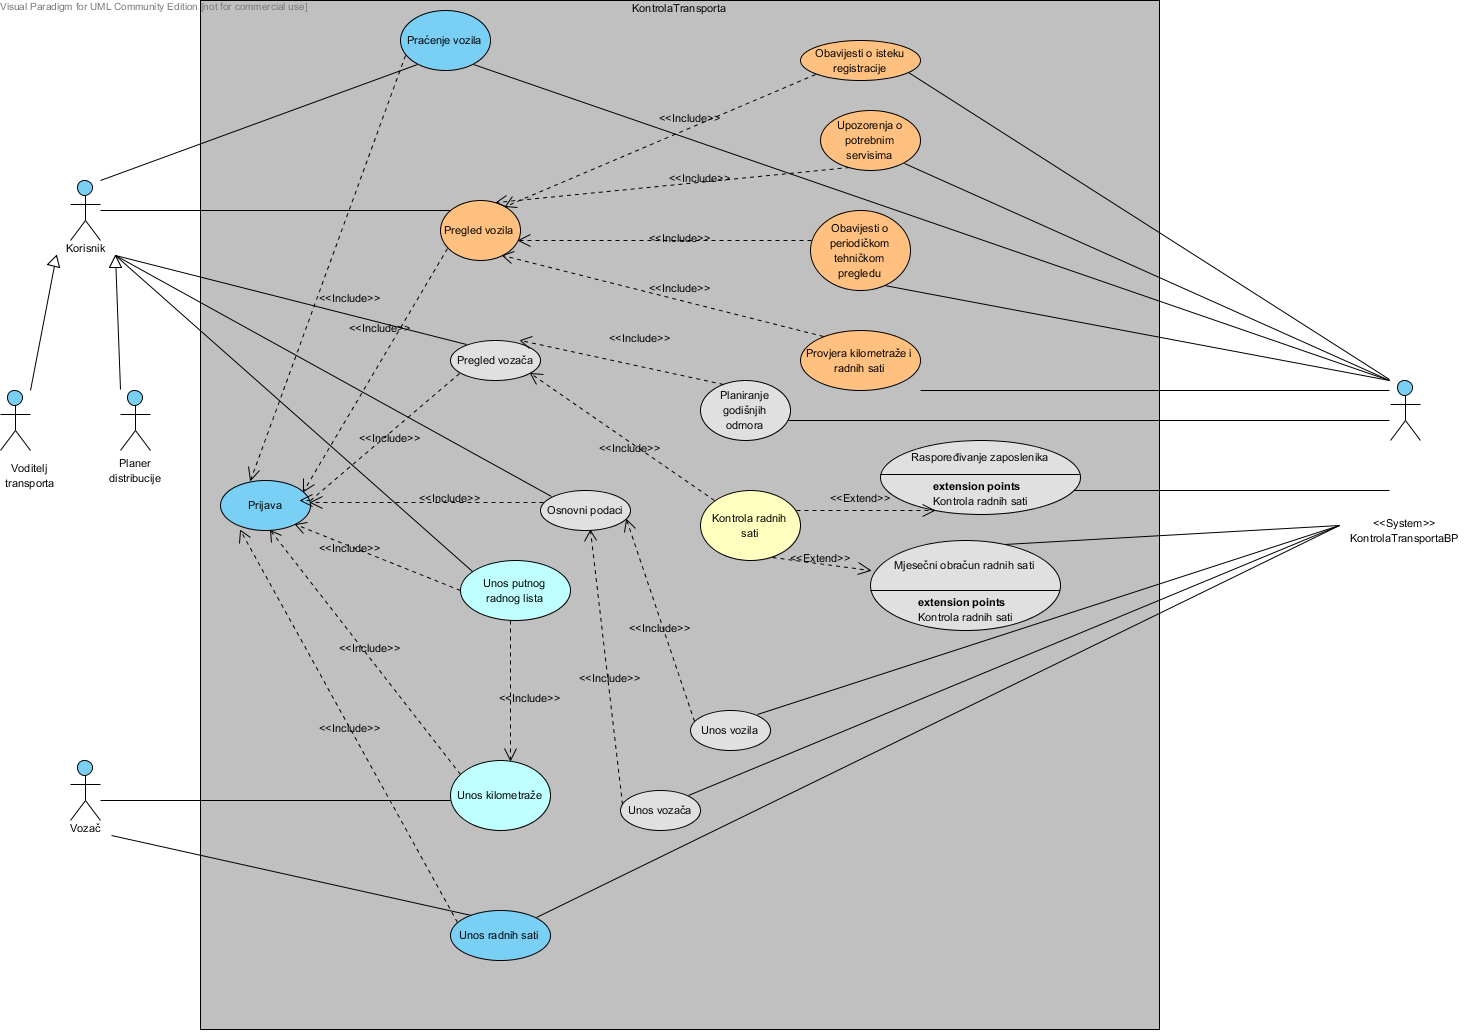 Visual Paradigm for UML Community Edition [not for commercial use]
KontrolaTransporta
Praćenje vozila
Obavijesti o isteku
registracije
<<Include>>
Upozorenja o
potrebnim
servisima
<<Include>>
Korisnik
Pregled vozila
<<Include>>
Obavijesti o
periodičkom
tehničkom
pregledu
<<Include>>
<<Include>>
<<Include>>
<<Include>>
Pregled vozača
Provjera kilometraže i
radnih sati
Planiranje
godišnjih
odmora
Voditelj
transporta
Planer
distribucije
<<Include>>
<<Include>>
Raspoređivanje zaposlenika
extension points
Kontrola radnih sati
Prijava
<<Include>>
Osnovni podaci
Kontrola radnih
sati
<<Extend>>
<<System>>
KontrolaTransportaBP
<<Include>>
<<Extend>>
Mjesečni obračun radnih sati
extension points
Kontrola radnih sati
Unos putnog
radnog lista
<<Include>>
<<Include>>
<<Include>>
<<Include>>
<<Include>>
Unos vozila
Unos kilometraže
Unos vozača
Vozač
Unos radnih sati